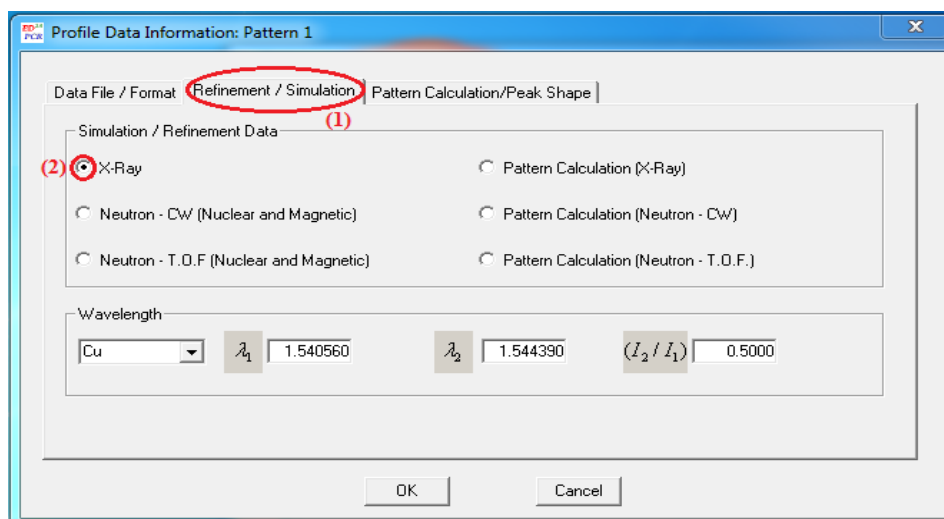 ED PCR Profile Data Information: Pattern 1 X
Data File / Format Refinement / Simulation Pattern Calculation/Peak Shape
(1)
Simulation / Refinement Data
(2) X-Ray Pattern Calculation (X-Ray)
Neutron - CW (Nuclear and Magnetic) Pattern Calculation (Neutron - CW)
Neutron - T.O.F (Nuclear and Magnetic) Pattern Calculation (Neutron - T.O.F.)
Wavelength
Cu λ1 1.540560 λ2 1.544390 (I2 / I1) 0.5000
OK Cancel